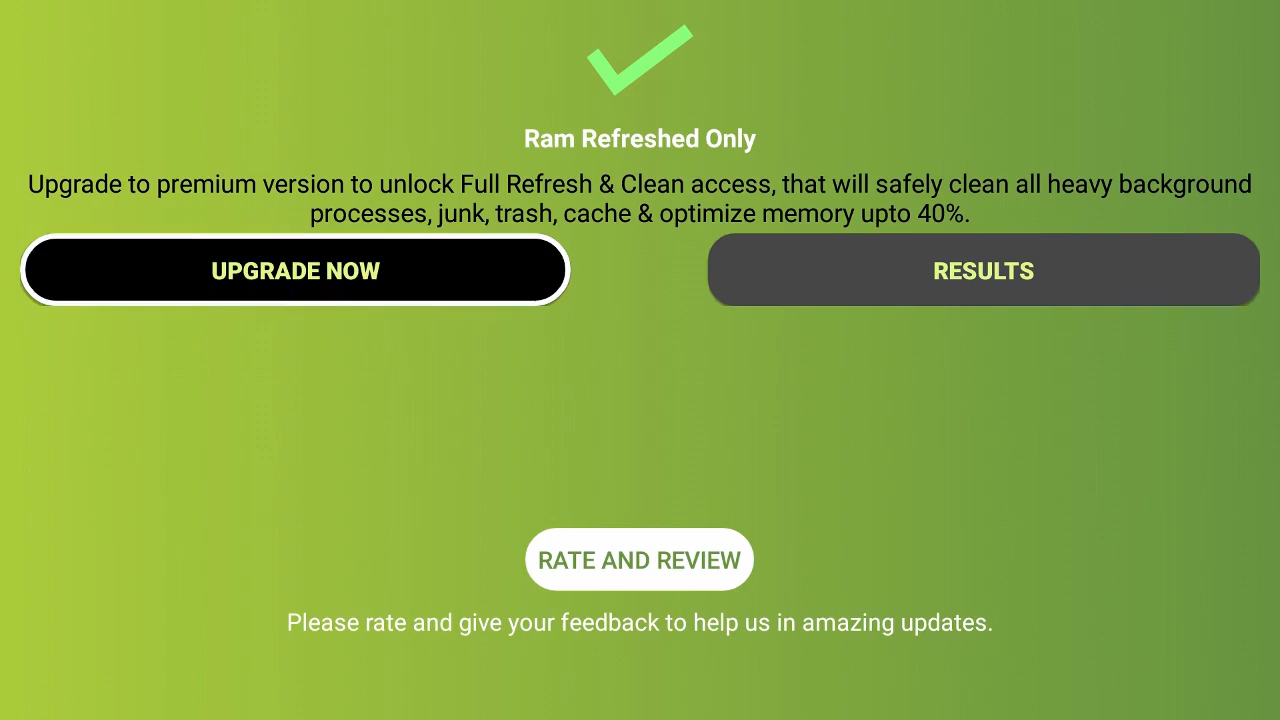 Ram Refreshed Only
Upgrade to premium version to unlock Full Refresh & Clean access, that will safely clean all heavy background
processes, junk, trash, cache & optimize memory upto 40%.
UPGRADE NOW
RESULTS
RATE AND REVIEW
Please rate and give your feedback to help us in amazing updates.